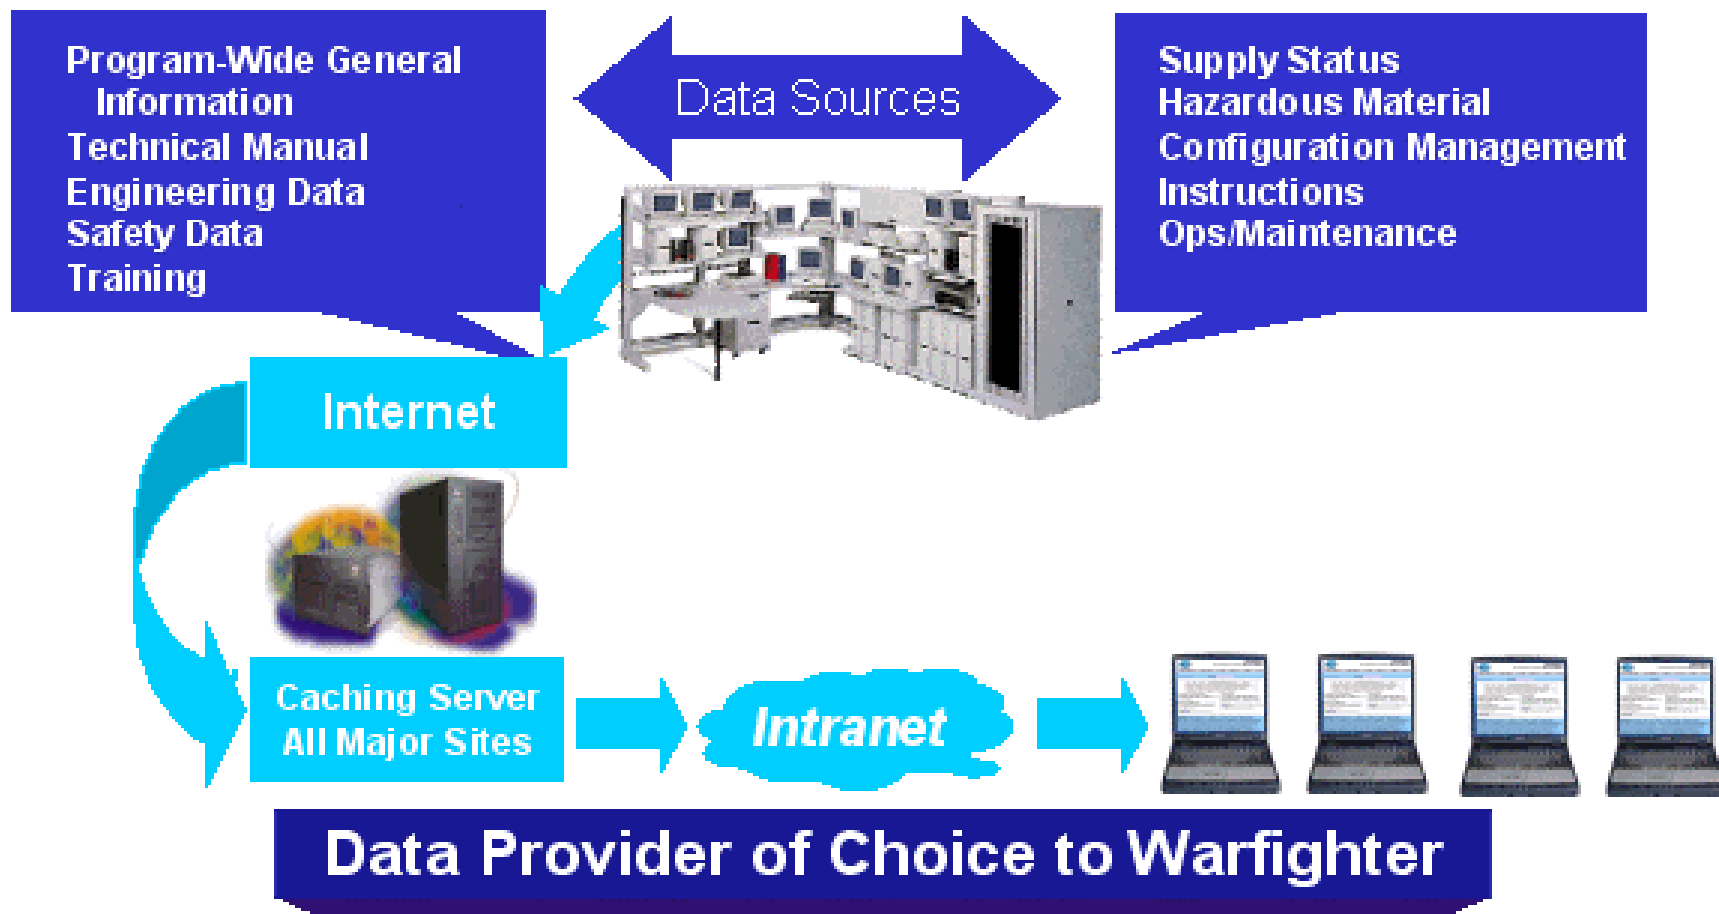 Program-Wide General
Information
Technical Manual
Engineering Data
Safety Data
Training
Data Sources
Supply Status
Hazardous Material
Configuration Management
Instructions
Ops/Maintenance
Internet
Caching Server
All Major Sites
Intranet
Data Provider of Choice to Warfighter